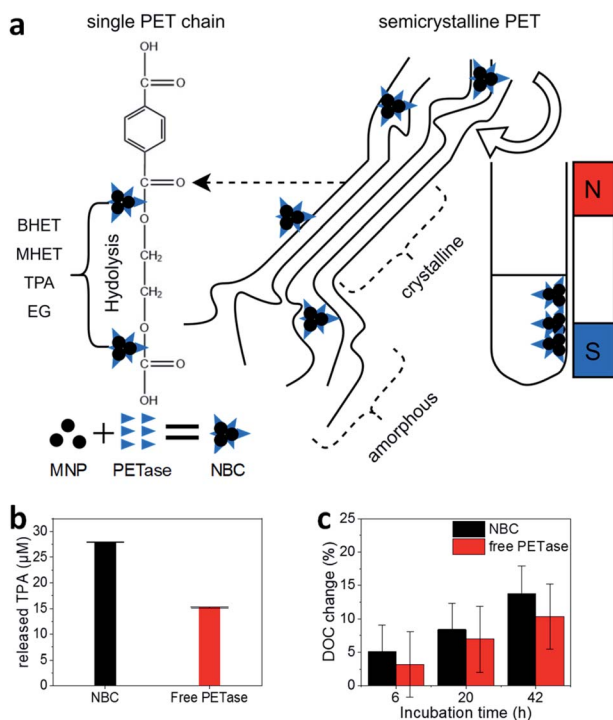 a
single PET chain
semicrystalline PET
OH
C
O
C
O
O
CH2
CH2
O
C
O
OH
BHET
MHET
TPA
EG
Hydolysis
crystalline
amorphous
N
S
MNP
+
PETase
=
NBC
b
released TPA (µM)
30
25
20
15
10
5
0
NBC
Free PETase
c
DOC change (%)
25
20
15
10
5
0
NBC
free PETase
6
20
42
Incubation time (h)